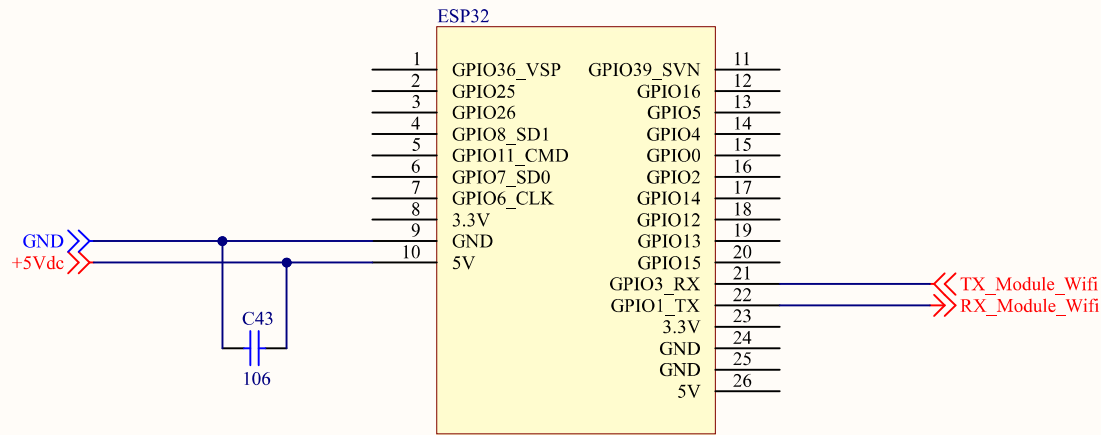 ESP32
1 GPIO36_VSP GPIO39_SVN 11
2 GPIO25 GPIO16 12
3 GPIO26 GPIO5 13
4 GPIO8_SD1 GPIO4 14
5 GPIO11_CMD GPIO0 15
6 GPIO7_SD0 GPIO2 16
7 GPIO6_CLK GPIO14 17
8 3.3V GPIO12 18
GND 9 GND GPIO13 19
+5Vdc 10 5V GPIO15 20
GPIO3_RX 21 TX_Module_Wifi
GPIO1_TX 22 RX_Module_Wifi
C43 3.3V 23
GND 24
GND 25
106 5V 26